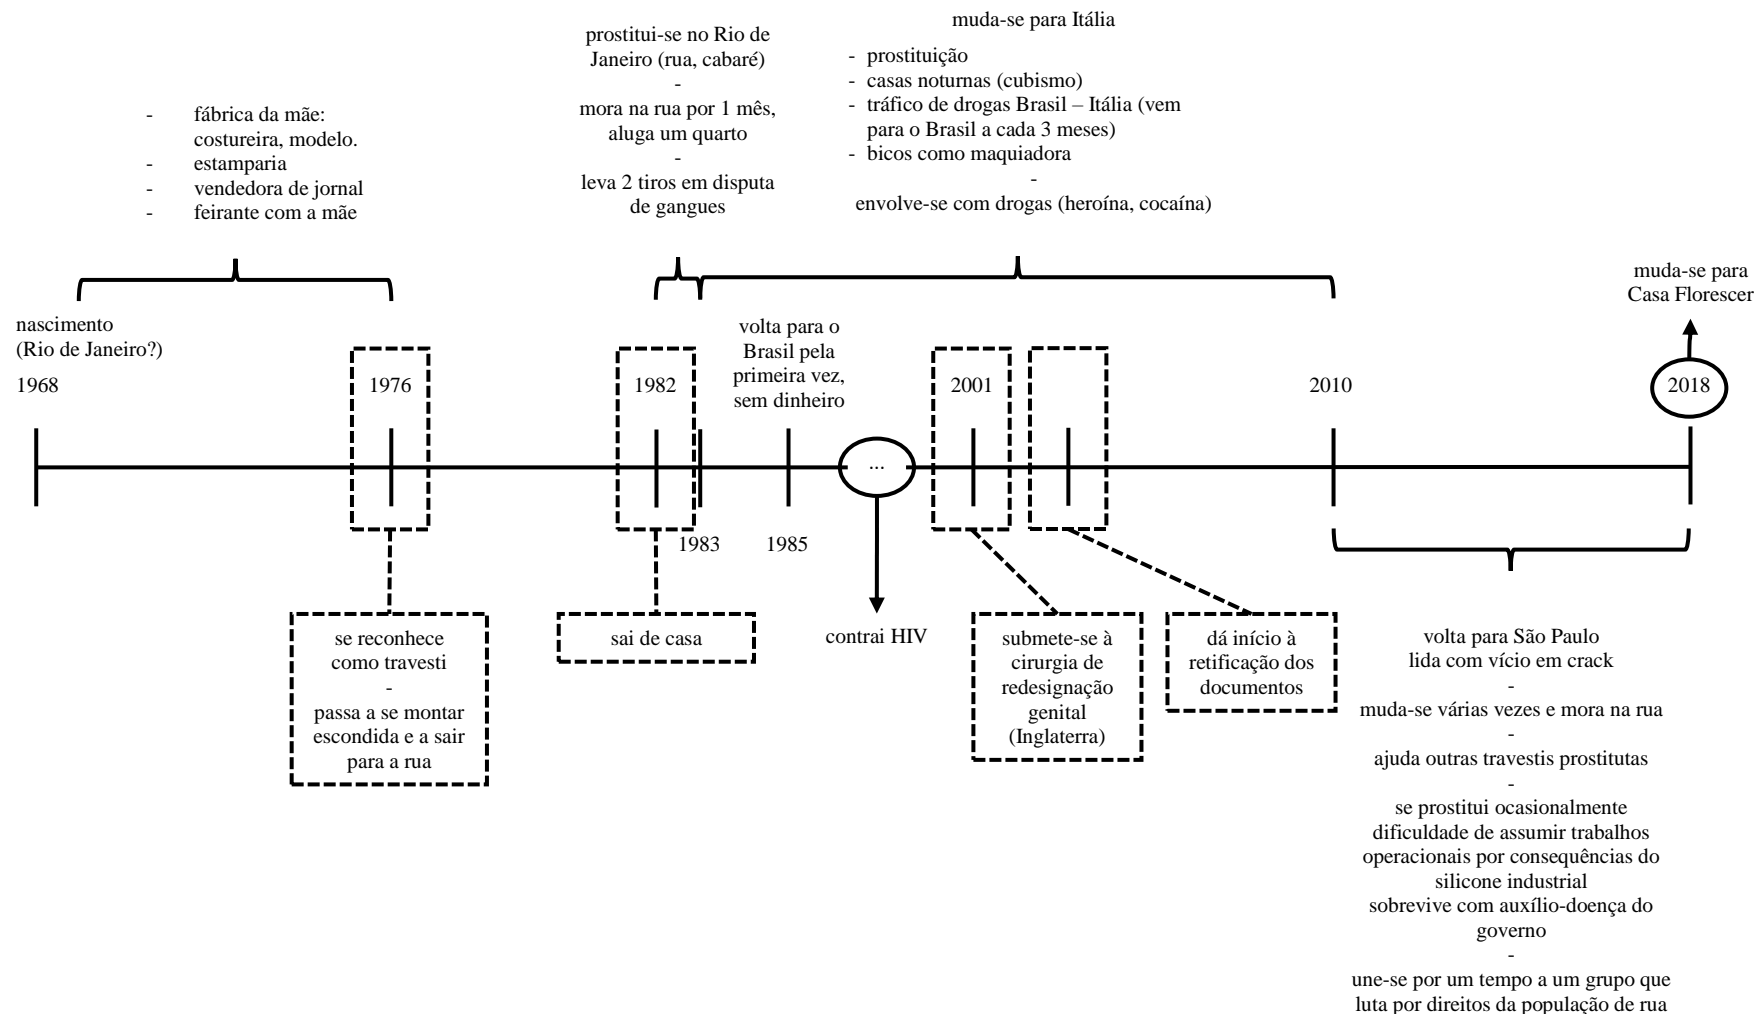 muda-se para Itália
prostitui-se no Rio de
Janeiro (rua, cabaré)
-
mora na rua por 1 mês,
aluga um quarto
-
leva 2 tiros em disputa
de gangues
- prostituição
- casas noturnas (cubismo)
- tráfico de drogas Brasil – Itália (vem
para o Brasil a cada 3 meses)
- bicos como maquiadora
-
envolve-se com drogas (heroína, cocaína)
- fábrica da mãe:
costureira, modelo.
- estamparia
- vendedora de jornal
- feirante com a mãe
muda-se para
Casa Florescer
nascimento
(Rio de Janeiro?)
1968
1976
1982
volta para o
Brasil pela
primeira vez,
sem dinheiro
2001
2010
2018
...
1983
1985
se reconhece
como travesti
-
passa a se montar
escondida e a sair
para a rua
sai de casa
contrai HIV
submete-se à
cirurgia de
redesignação
genital
(Inglaterra)
dá início à
retificação dos
documentos
volta para São Paulo
lida com vício em crack
-
muda-se várias vezes e mora na rua
-
ajuda outras travestis prostitutas
-
se prostitui ocasionalmente
dificuldade de assumir trabalhos
operacionais por consequências do
silicone industrial
sobrevive com auxílio-doença do
governo
-
une-se por um tempo a um grupo que
luta por direitos da população de rua